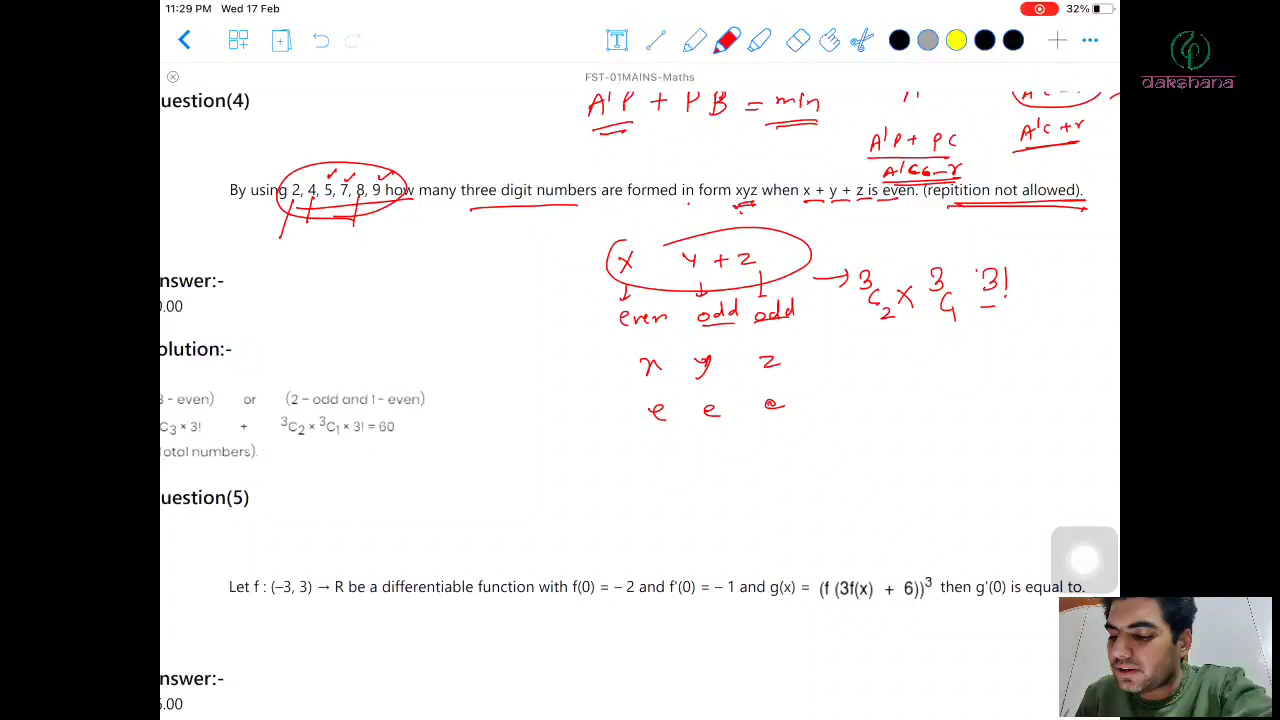 11:29 PM Wed 17 Feb
32%
dakshana
FST-01MAINS-Maths
uestion(4)
A'P + PB = min
A'P + PC
A'C + r
By using 2, 4, 5, 7, 8, 9 how many three digit numbers are formed in form xyz when x + y + z is even. (repitition not allowed).
x y + z
→ 3C2 × 3C1 3!
even odd odd
nswer:-
0.00
x y z
olution:-
e e e
3 – even) or (2 – odd and 1 - even)
C3 × 3! + 3C2 × 3C1 × 3! = 60
otal numbers).
uestion(5)
Let f : (–3, 3) → R be a differentiable function with f(0) = – 2 and f'(0) = – 1 and g(x) = (f (3f(x) + 6))3 then g'(0) is equal to.
nswer:-
.00